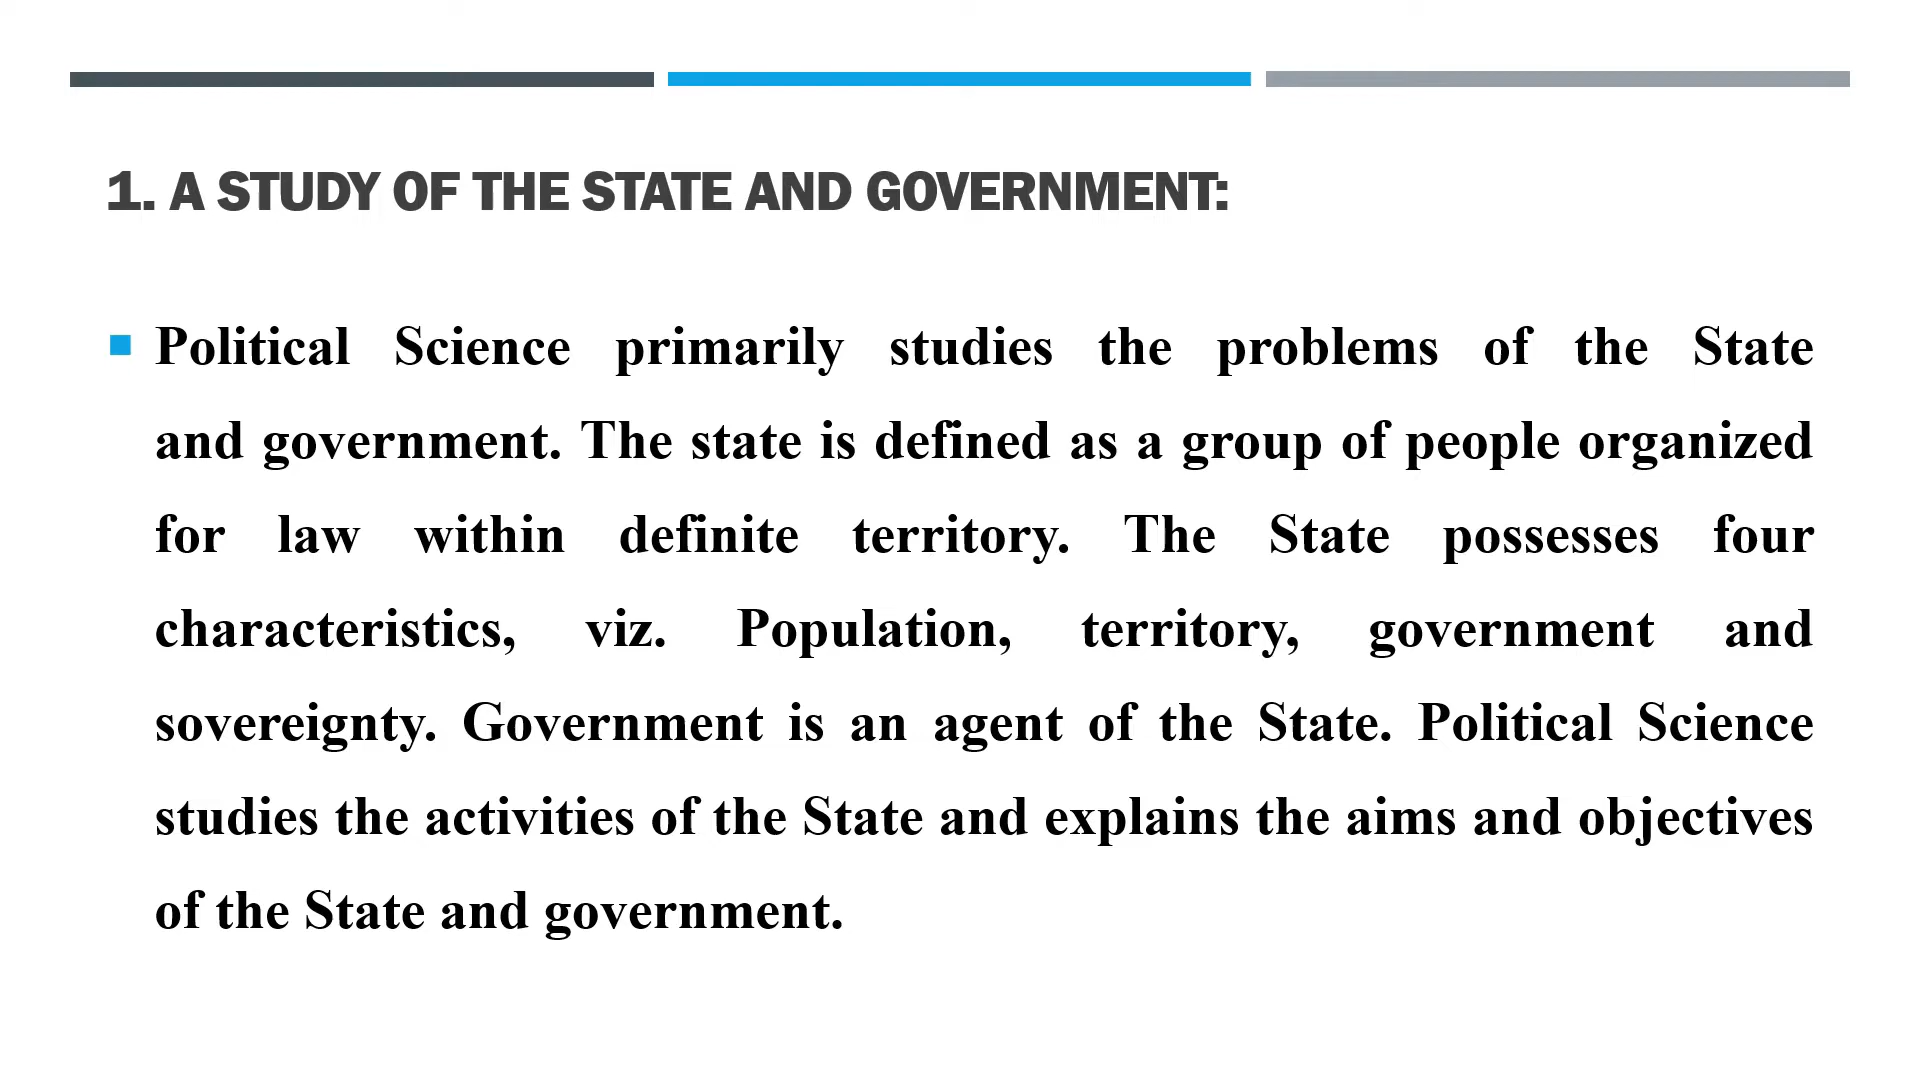 1. A STUDY OF THE STATE AND GOVERNMENT:
Political Science primarily studies the problems of the State
and government. The state is defined as a group of people organized
for law within definite territory. The State possesses four
characteristics, viz. Population, territory, government and
sovereignty. Government is an agent of the State. Political Science
studies the activities of the State and explains the aims and objectives
of the State and government.